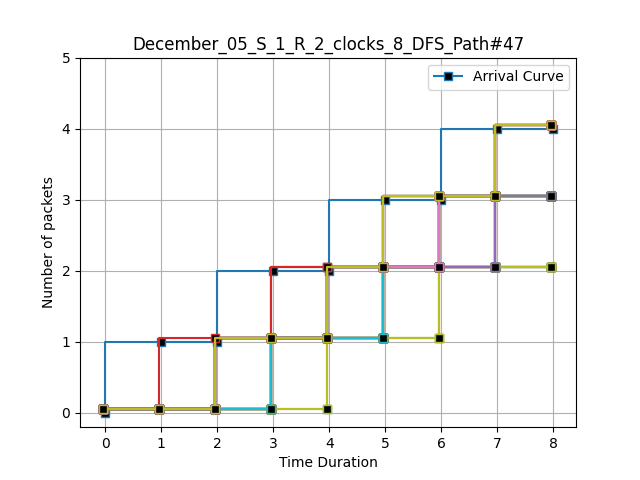 December_05_S_1_R_2_clocks_8_DFS_Path#47
Arrival Curve
Number of packets
5
4
3
2
1
0
0 1 2 3 4 5 6 7 8
Time Duration